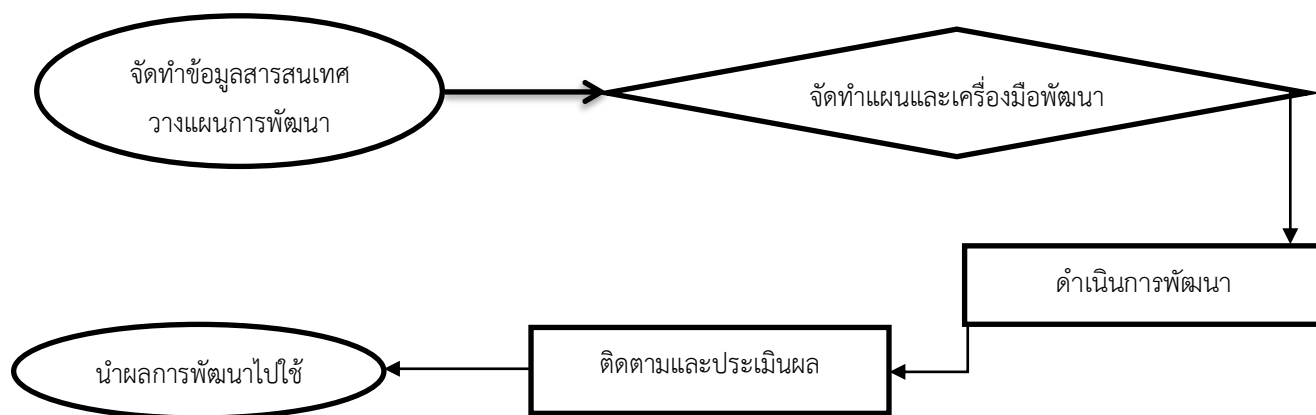 จัดทำข้อมูลสารสนเทศ
วางแผนการพัฒนา
จัดทำแผนและเครื่องมือพัฒนา
ดำเนินการพัฒนา
ติดตามและประเมินผล
นำผลการพัฒนาไปใช้